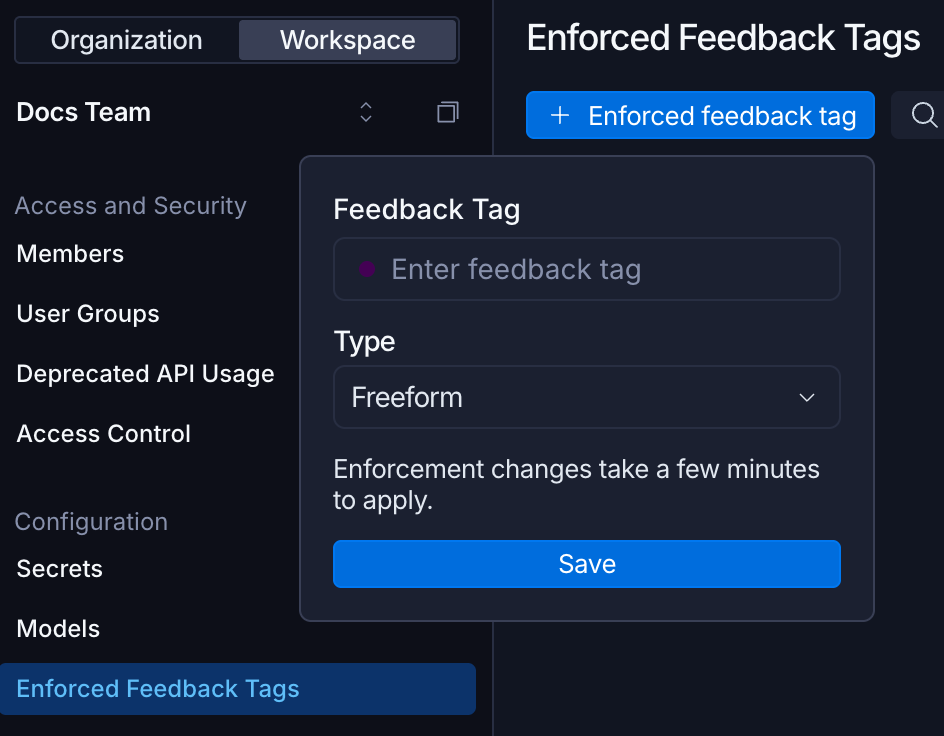 Organization
Workspace
Docs Team
Access and Security
Members
User Groups
Deprecated API Usage
Access Control
Configuration
Secrets
Models
Enforced Feedback Tags
Enforced Feedback Tags
Enforced feedback tag
Feedback Tag
Enter feedback tag
Type
Freeform
Enforcement changes take a few minutes
to apply.
Save